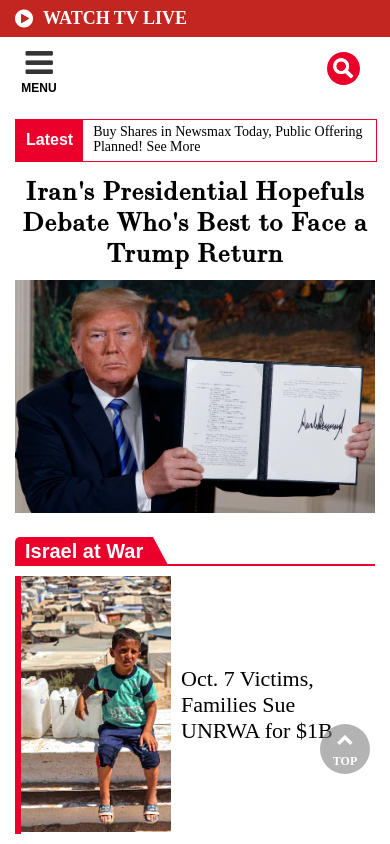 WATCH TV LIVE
MENU
Latest
Buy Shares in Newsmax Today, Public Offering
Planned! See More
Iran's Presidential Hopefuls
Debate Who's Best to Face a
Trump Return
Israel at War
Oct. 7 Victims,
Families Sue
UNRWA for $1B
TOP